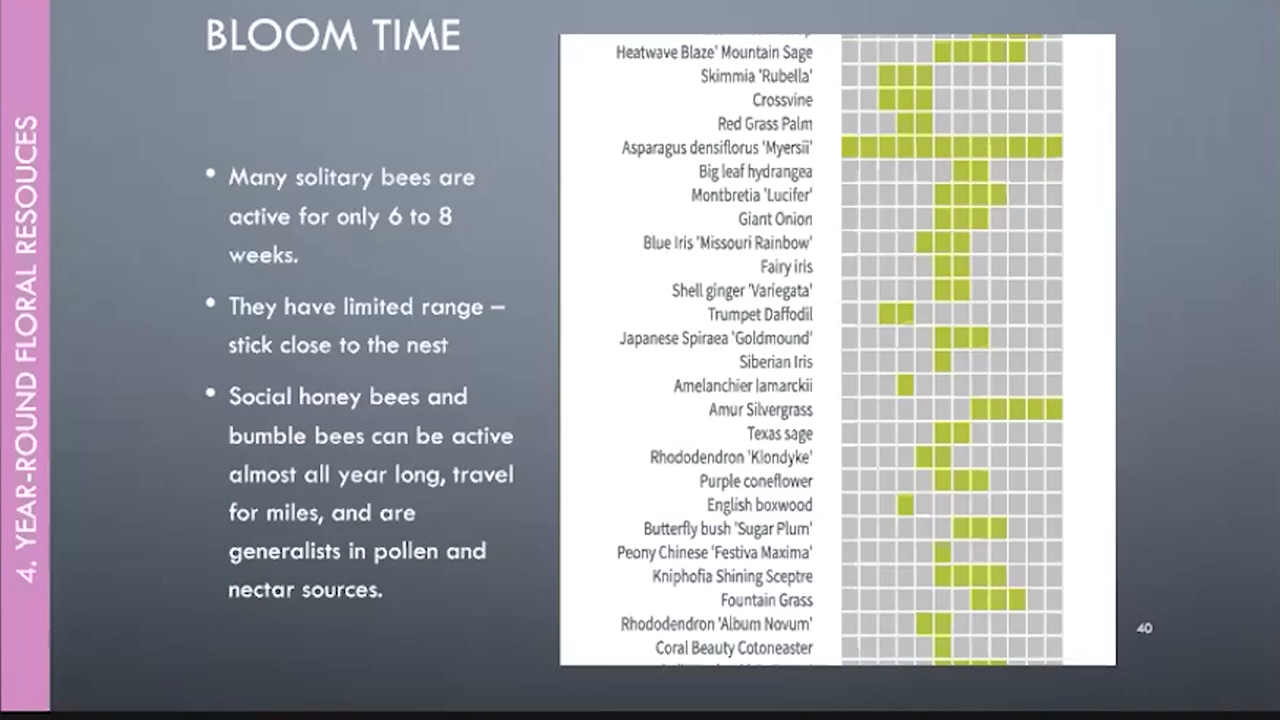 BLOOM TIME
4. YEAR-ROUND FLORAL RESOUCES
• Many solitary bees are
active for only 6 to 8
weeks.
• They have limited range –
stick close to the nest
• Social honey bees and
bumble bees can be active
almost all year long, travel
for miles, and are
generalists in pollen and
nectar sources.
Heatwave Blaze' Mountain Sage
Skimmia 'Rubella'
Crossvine
Red Grass Palm
Asparagus densiflorus 'Myersii'
Big leaf hydrangea
Montbretia 'Lucifer'
Giant Onion
Blue Iris 'Missouri Rainbow'
Fairy iris
Shell ginger 'Variegata'
Trumpet Daffodil
Japanese Spiraea 'Goldmound'
Siberian Iris
Amelanchier lamarckii
Amur Silvergrass
Texas sage
Rhododendron 'Klondyke'
Purple coneflower
English boxwood
Butterfly bush 'Sugar Plum'
Peony Chinese 'Festiva Maxima'
Kniphofia Shining Sceptre
Fountain Grass
Rhododendron 'Album Novum'
Coral Beauty Cotoneaster
40